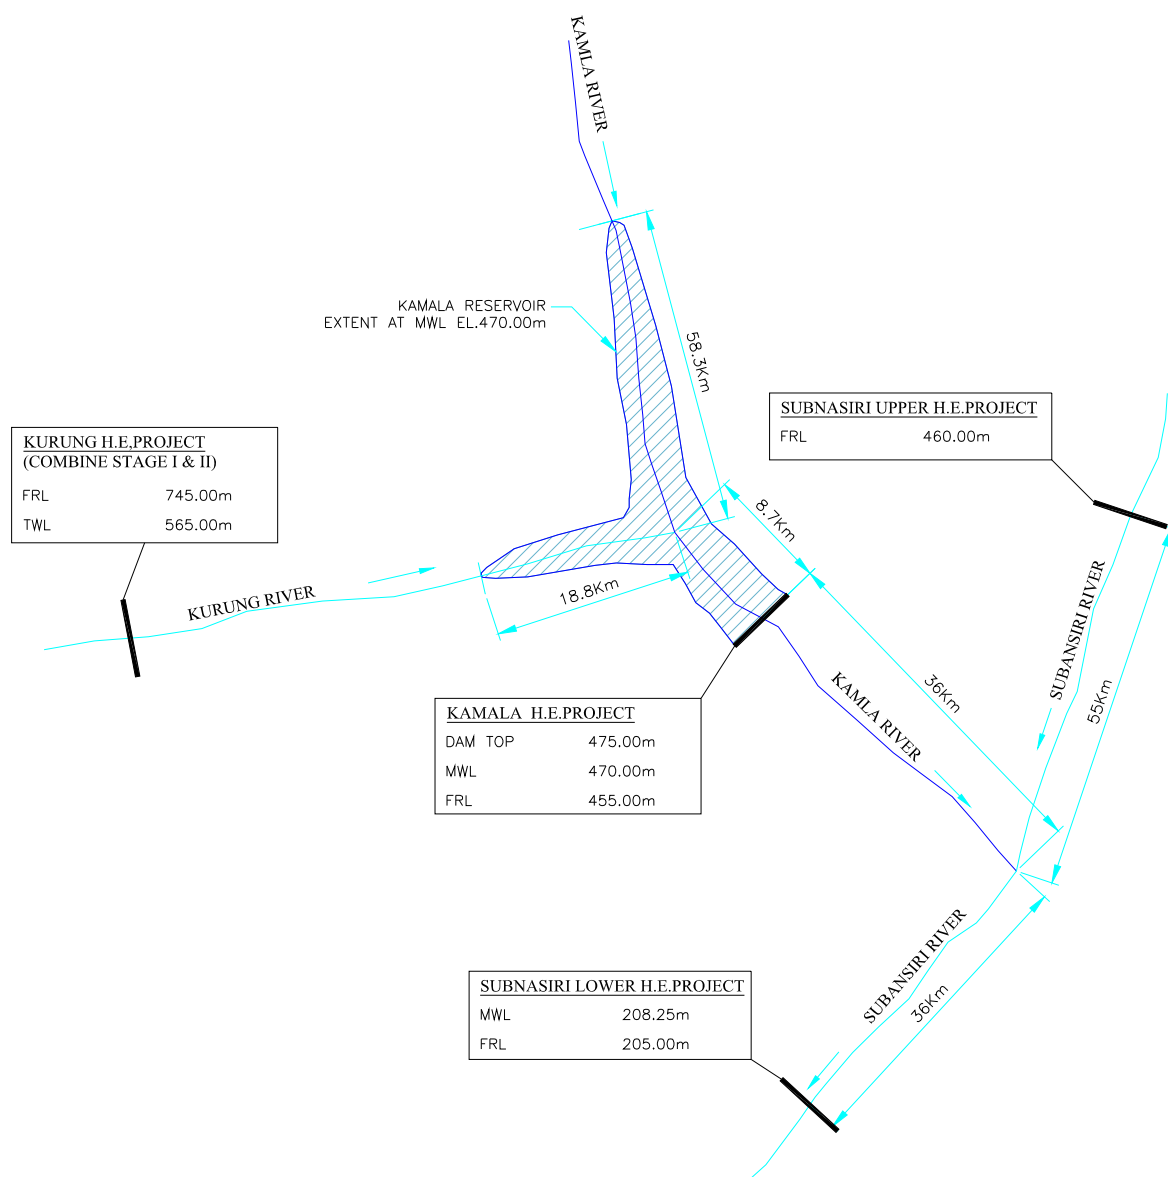 KAMLA RIVER
KAMALA RESERVOIR
EXTENT AT MWL EL.470.00m
58.3Km
SUBNASIRI UPPER H.E.PROJECT
FRL 460.00m
KURUNG H.E,PROJECT
(COMBINE STAGE I & II)
FRL 745.00m
TWL 565.00m
8.7Km
KURUNG RIVER
18.8Km
SUBANSIRI RIVER
55Km
36Km
KAMLA RIVER
KAMALA H.E.PROJECT
DAM TOP 475.00m
MWL 470.00m
FRL 455.00m
SUBANSIRI RIVER
36Km
SUBNASIRI LOWER H.E.PROJECT
MWL 208.25m
FRL 205.00m